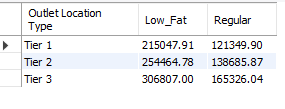 Outlet Location Type Low_Fat Regular
Tier 1 215047.91 121349.90
Tier 2 254464.78 138685.87
Tier 3 306807.00 165326.04